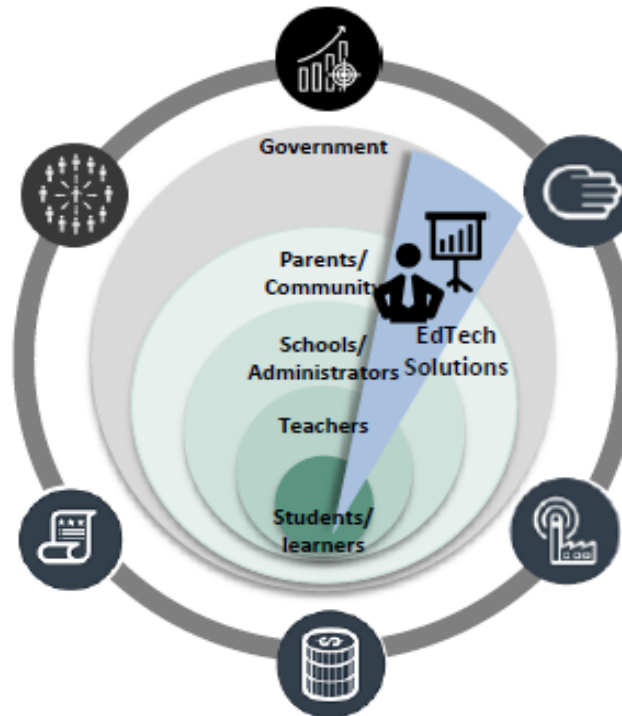 Government
Parents/
Community
Schools/
Administrators
EdTech
Solutions
Teachers
Students/
learners
$